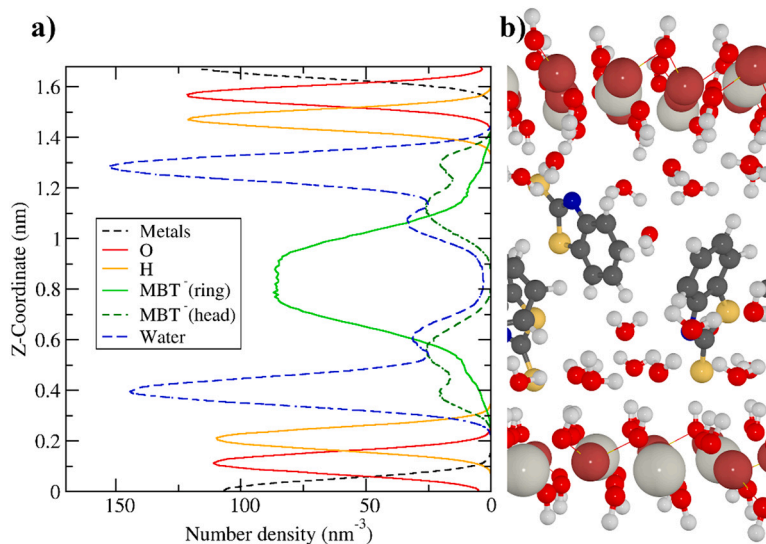 a)
b)
1.6
1.4
1.2
1
0.8
0.6
0.4
0.2
0
Z-Coordinate (nm)
Metals
O
H
MBT⁻(ring)
MBT⁻(head)
Water
150 100 50 0
Number density (nm⁻³)